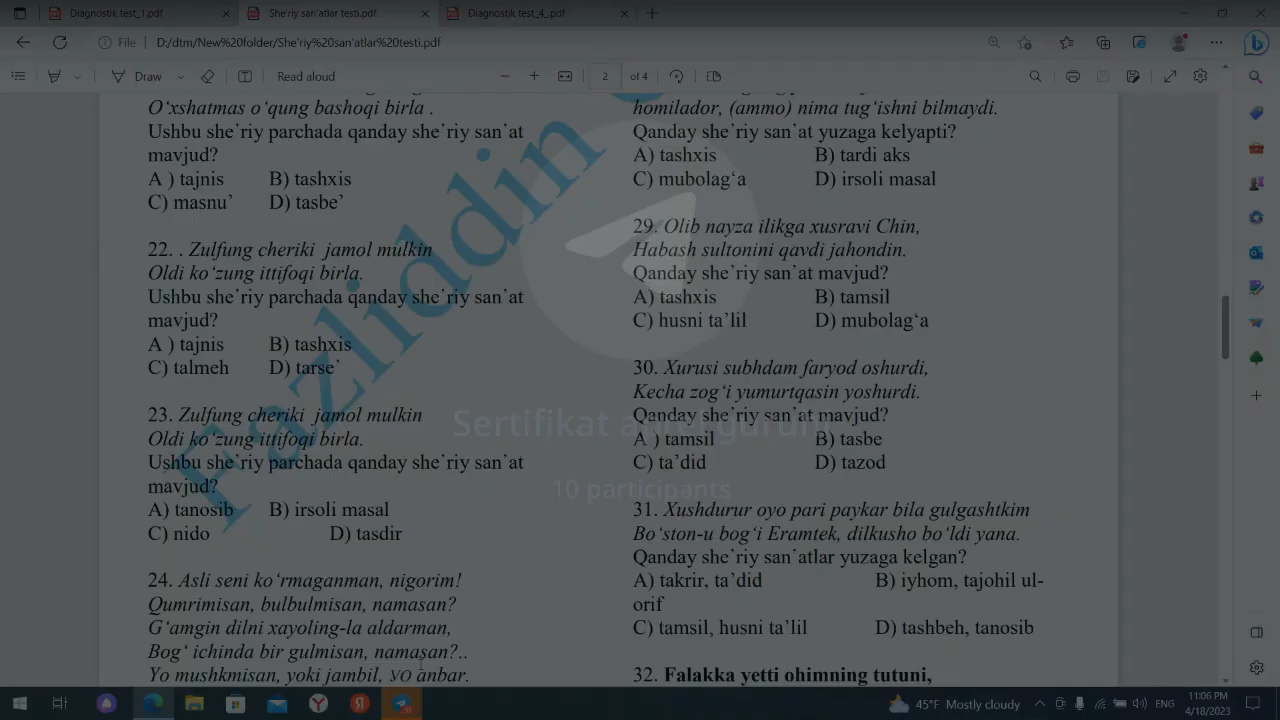 Diagnostik test_1.pdf
She'riy san'atlar testi.pdf
Diagnostik test_4_.pdf
File
D:/dtm/New%20folder/She'riy%20san'atlar%20testi.pdf
Draw
Read aloud
2
of 4
O‘xshatmas o‘qung bashoqi birla .
Ushbu she’riy parchada qanday she’riy san’at
mavjud?
A ) tajnis B) tashxis
C) masnu’ D) tasbe’
22. . Zulfung cheriki jamol mulkin
Oldi ko‘zung ittifoqi birla.
Ushbu she’riy parchada qanday she’riy san’at
mavjud?
A ) tajnis B) tashxis
C) talmeh D) tarse’
23. Zulfung cheriki jamol mulkin
Oldi ko‘zung ittifoqi birla.
Ushbu she’riy parchada qanday she’riy san’at
mavjud?
A) tanosib B) irsoli masal
C) nido D) tasdir
24. Asli seni ko‘rmaganman, nigorim!
Qumrimisan, bulbulmisan, namasan?
G‘amgin dilni xayoling-la aldarman,
Bog‘ ichinda bir gulmisan, namasan?..
Yo mushkmisan, yoki jambil, yo anbar.
homilador, (ammo) nima tug‘ishni bilmaydi.
Qanday she’riy san’at yuzaga kelyapti?
A) tashxis B) tardi aks
C) mubolag‘a D) irsoli masal
29. Olib nayza ilikga xusravi Chin,
Habash sultonini qavdi jahondin.
Qanday she’riy san’at mavjud?
A) tashxis B) tamsil
C) husni ta’lil D) mubolag‘a
30. Xurusi subhdam faryod oshurdi,
Kecha zog‘i yumurtqasin yoshurdi.
Qanday she’riy san’at mavjud?
A ) tamsil B) tasbe
C) ta’did D) tazod
31. Xushdurur oyo pari paykar bila gulgashtkim
Bo‘ston-u bog‘i Eramtek, dilkusho bo‘ldi yana.
Qanday she’riy san’atlar yuzaga kelgan?
A) takrir, ta’did B) iyhom, tajohil ul-
orif
C) tamsil, husni ta’lil D) tashbeh, tanosib
32. Falakka yetti ohimning tutuni,
Fazliddin
Sertifikat
10 participants
45°F Mostly cloudy
ENG
11:06 PM
4/18/2023